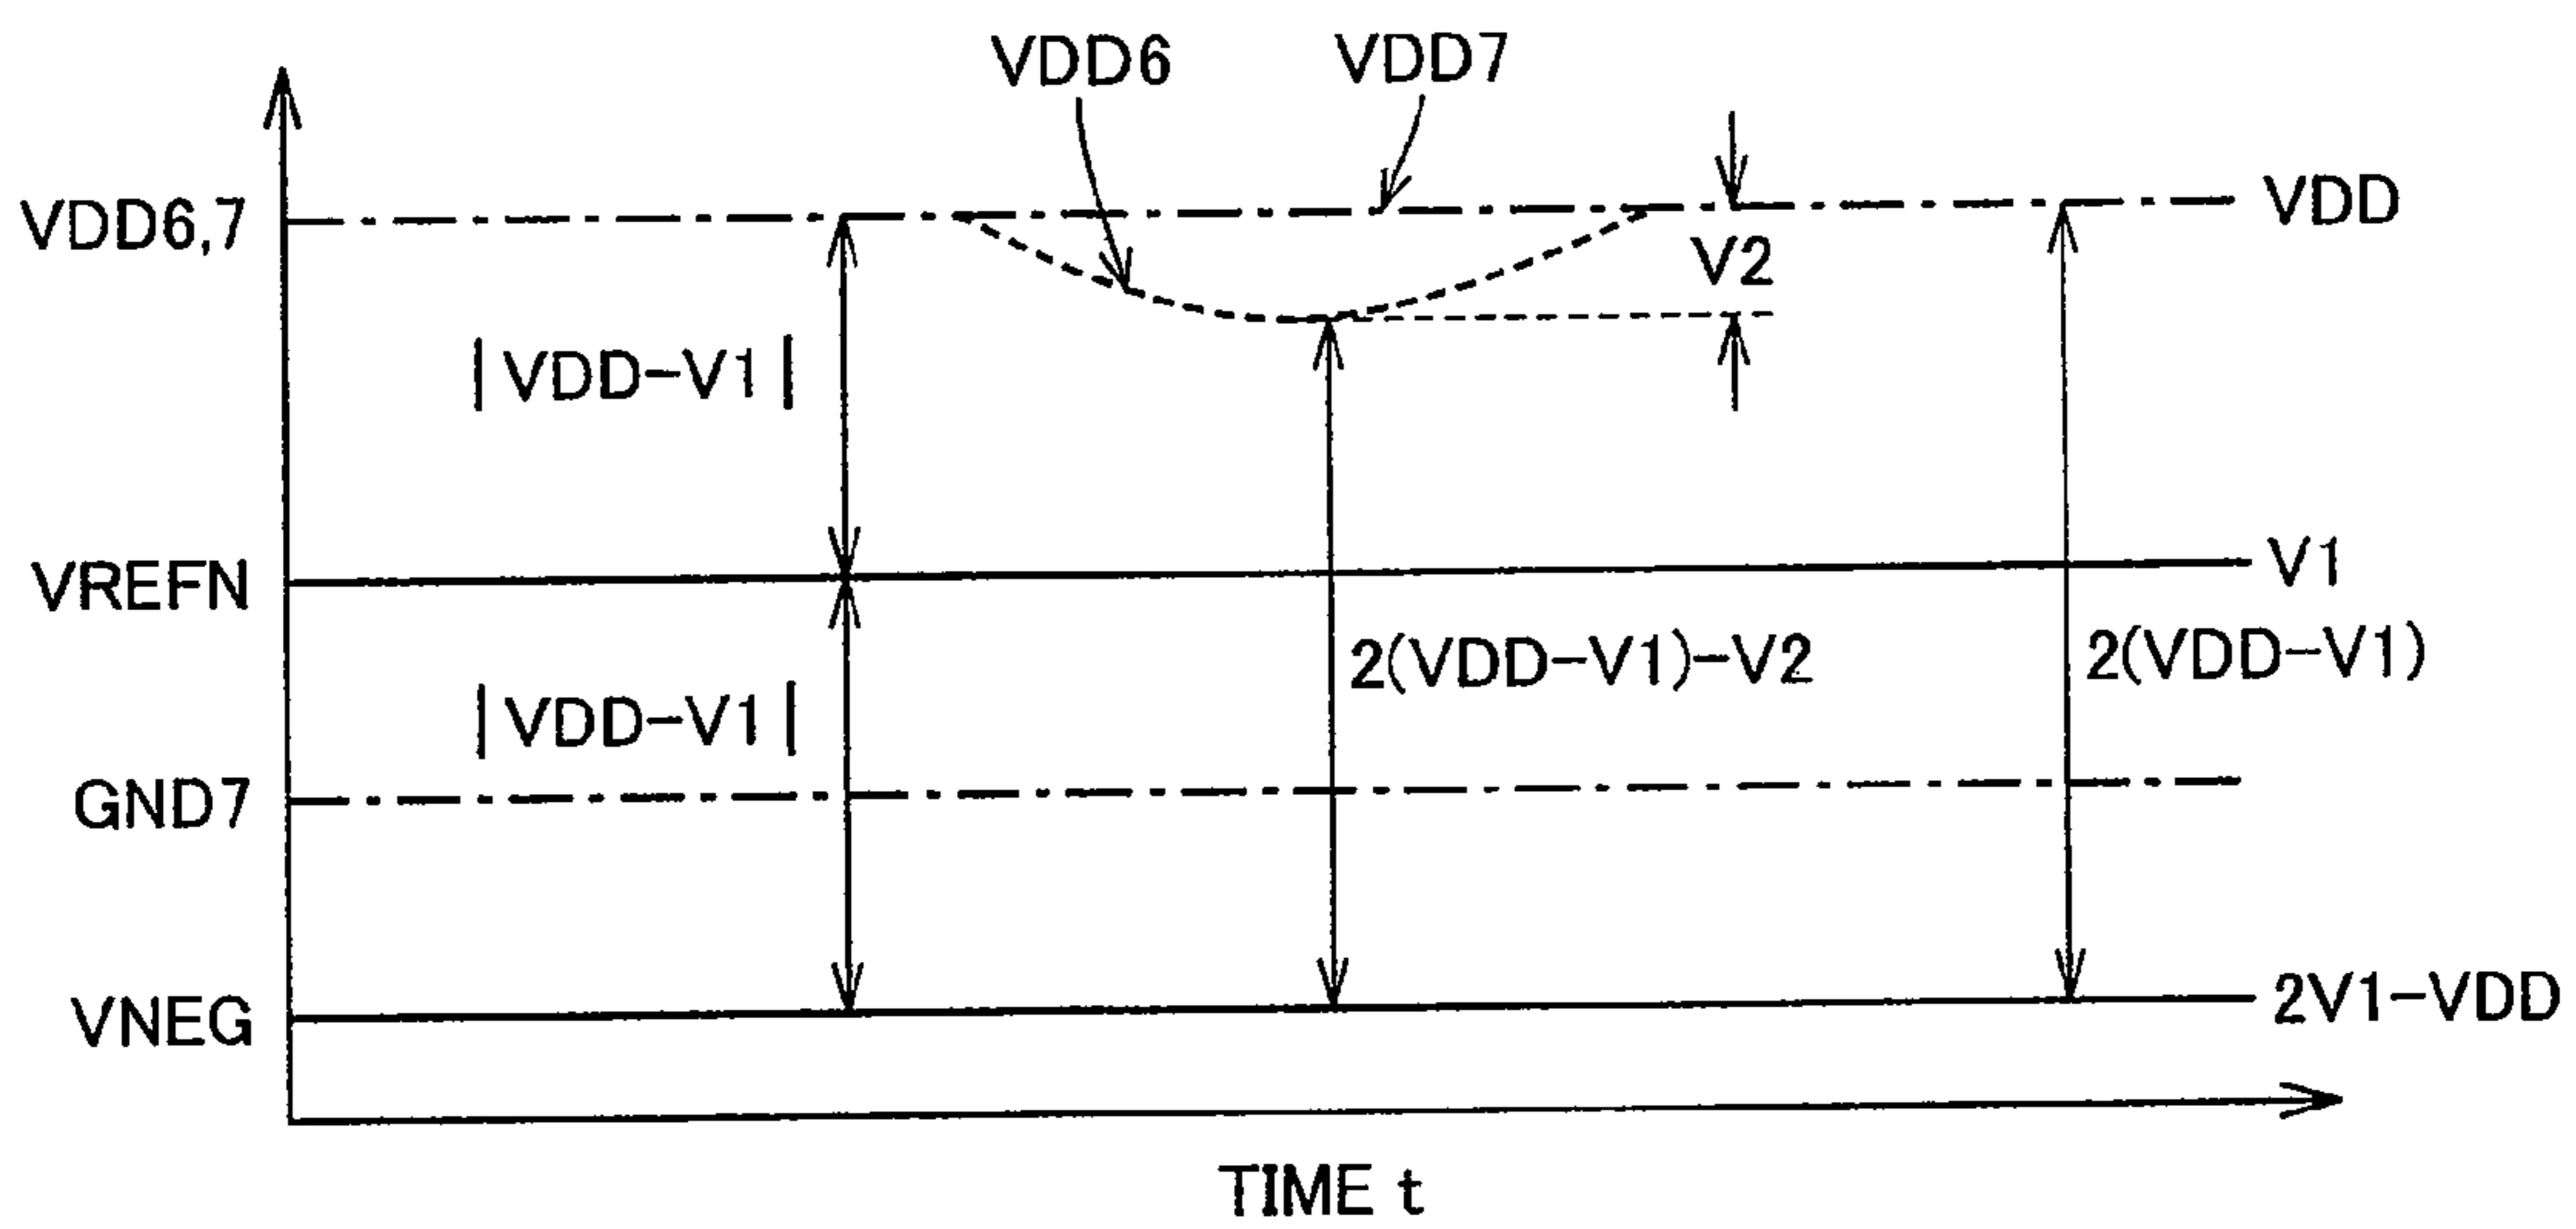 VDD6
VDD7
VDD6,7
VDD
V2
|VDD-V1|
VREFN
V1
2(VDD-V1)-V2
2(VDD-V1)
|VDD-V1|
GND7
VNEG
2V1-VDD
TIME t